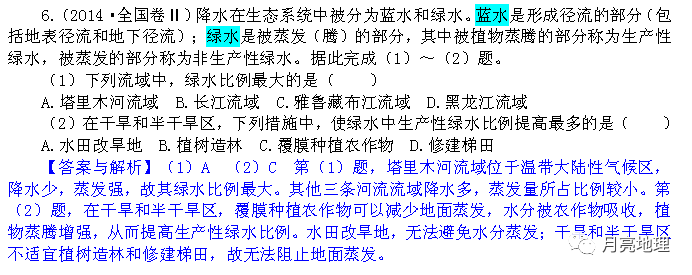 6.(2014·全国卷Ⅱ)降水在生态系统中被分为蓝水和绿水。蓝水是形成径流的部分(包
括地表径流和地下径流);绿水是被蒸发(腾)的部分,其中被植物蒸腾的部分称为生产性
绿水,被蒸发的部分称为非生产性绿水。据此完成(1)～(2)题。
(1)下列流域中,绿水比例最大的是(  )
A.塔里木河流域 B.长江流域 C.雅鲁藏布江流域 D.黑龙江流域
(2)在干旱和半干旱区,下列措施中,使绿水中生产性绿水比例提高最多的是(  )
A.水田改旱地 B.植树造林 C.覆膜种植农作物 D.修建梯田
【答案与解析】(1)A (2)C 第(1)题,塔里木河流域位于温带大陆性气候区,
降水少,蒸发强,故其绿水比例最大。其他三条河流流域降水多,蒸发量所占比例较小。第
(2)题,在干旱和半干旱区,覆膜种植农作物可以减少地面蒸发,水分被农作物吸收,植
物蒸腾增强,从而提高生产性绿水比例。水田改旱地,无法避免水分蒸发;干旱和半干旱区
不适宜植树造林和修建梯田,故无法阻止地面蒸发。
月亮地理